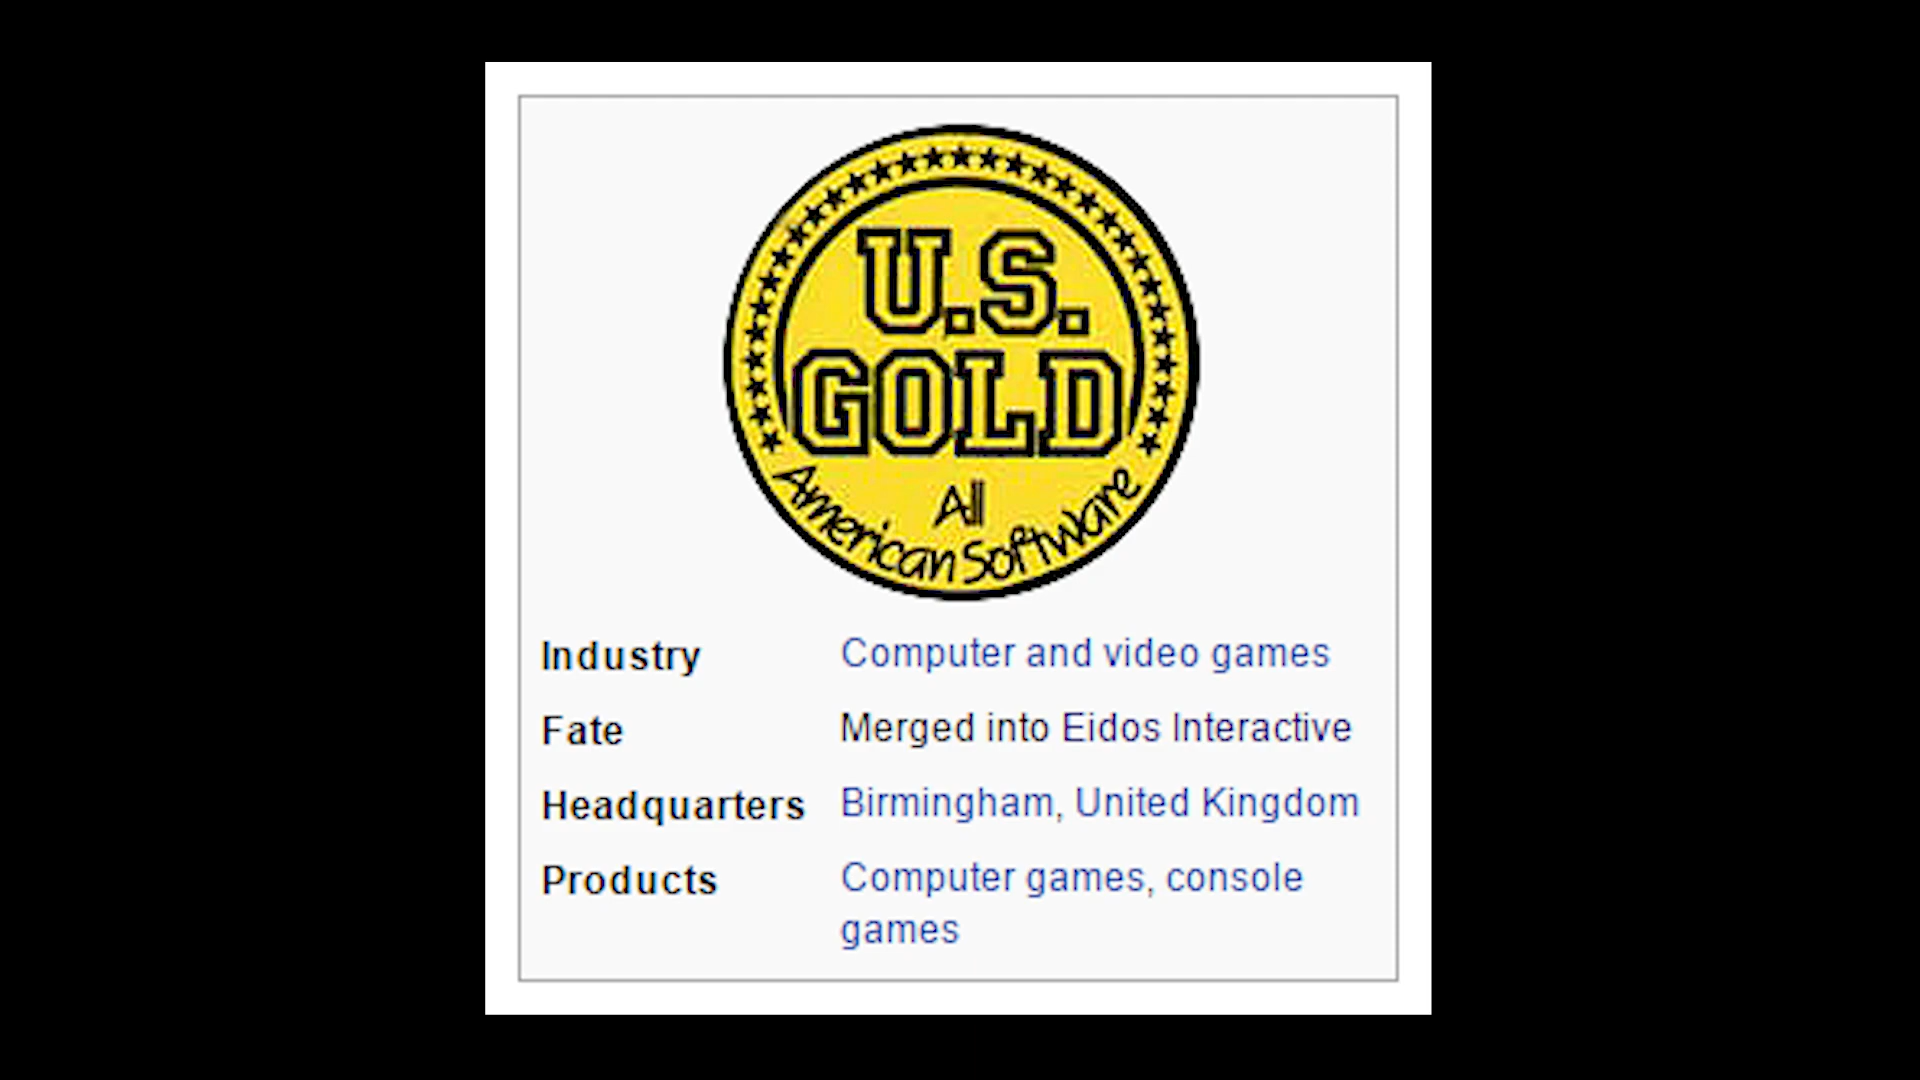 U.S.
GOLD
All
American Software
Industry Computer and video games
Fate Merged into Eidos Interactive
Headquarters Birmingham, United Kingdom
Products Computer games, console
games